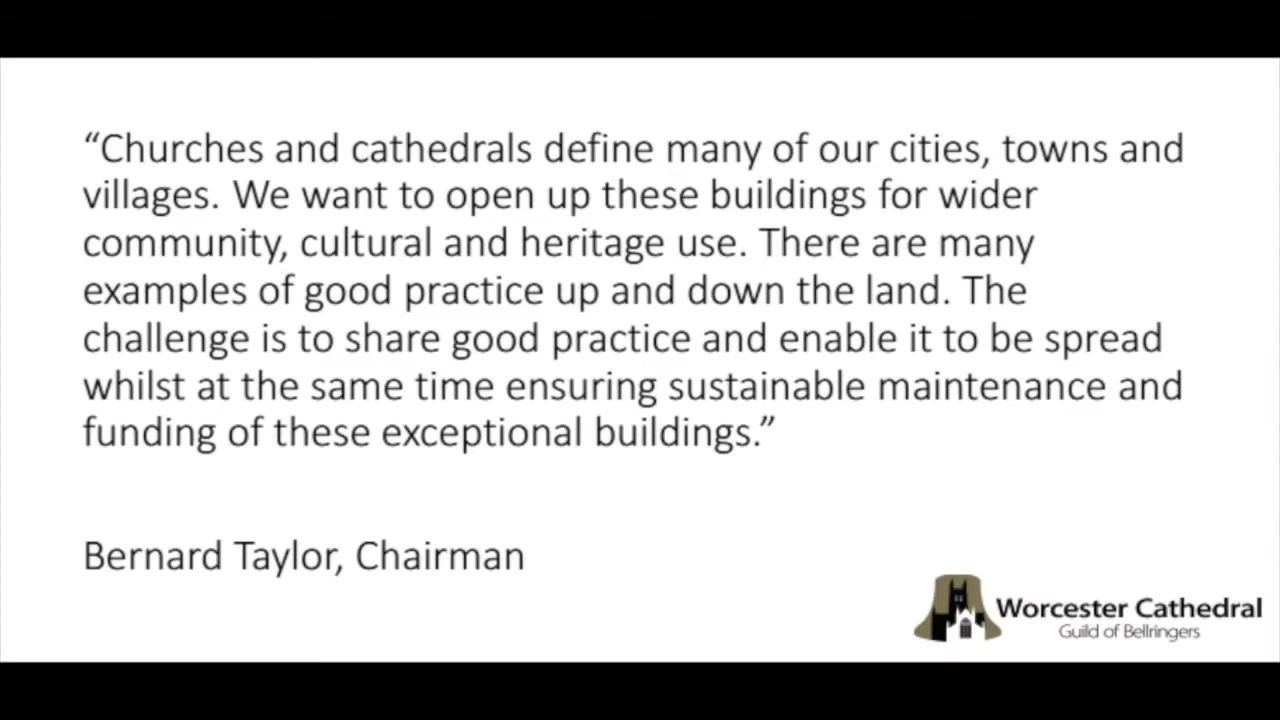 “Churches and cathedrals define many of our cities, towns and
villages. We want to open up these buildings for wider
community, cultural and heritage use. There are many
examples of good practice up and down the land. The
challenge is to share good practice and enable it to be spread
whilst at the same time ensuring sustainable maintenance and
funding of these exceptional buildings.”
Bernard Taylor, Chairman
Worcester Cathedral
Guild of Bellringers